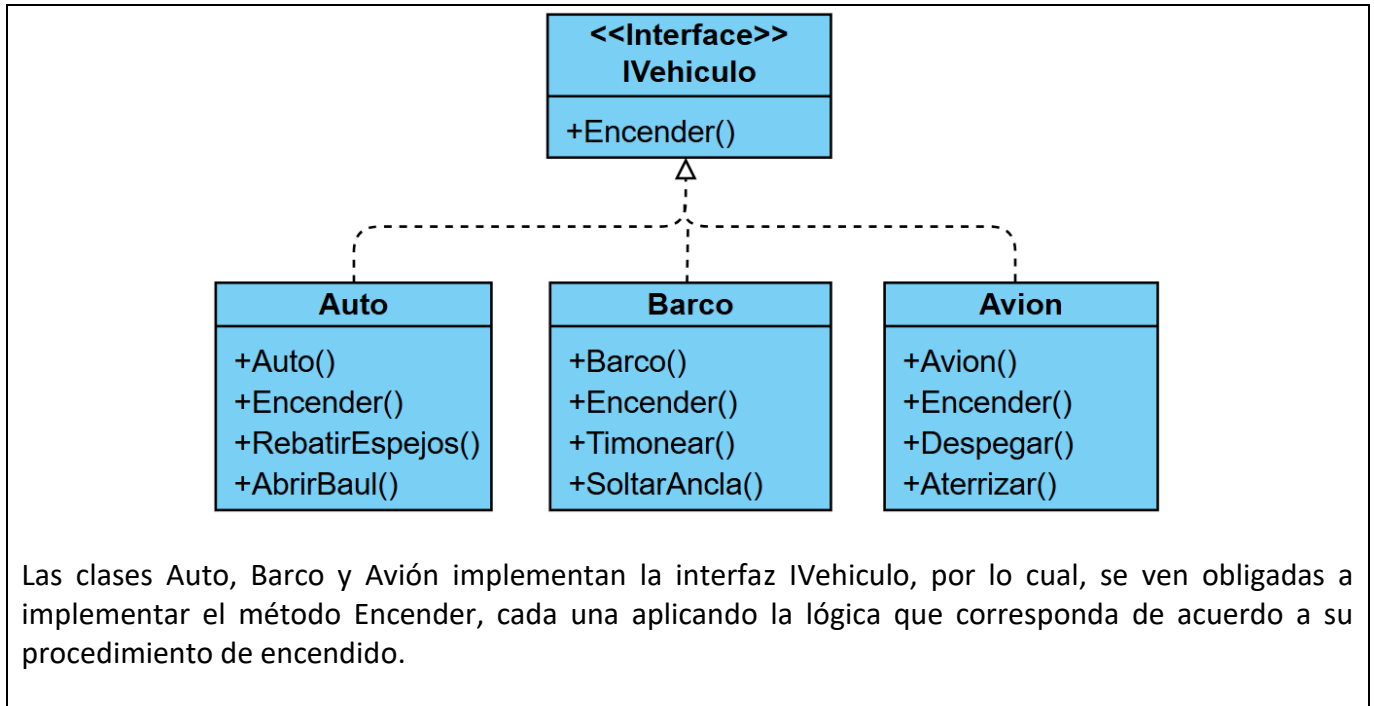 <<Interface>>
IVehiculo
+Encender()
Auto
+Auto()
+Encender()
+RebatirEspejos()
+AbrirBaul()
Barco
+Barco()
+Encender()
+Timonear()
+SoltarAncla()
Avion
+Avion()
+Encender()
+Despegar()
+Aterrizar()
Las clases Auto, Barco y Avión implementan la interfaz IVehiculo, por lo cual, se ven obligadas a
implementar el método Encender, cada una aplicando la lógica que corresponda de acuerdo a su
procedimiento de encendido.